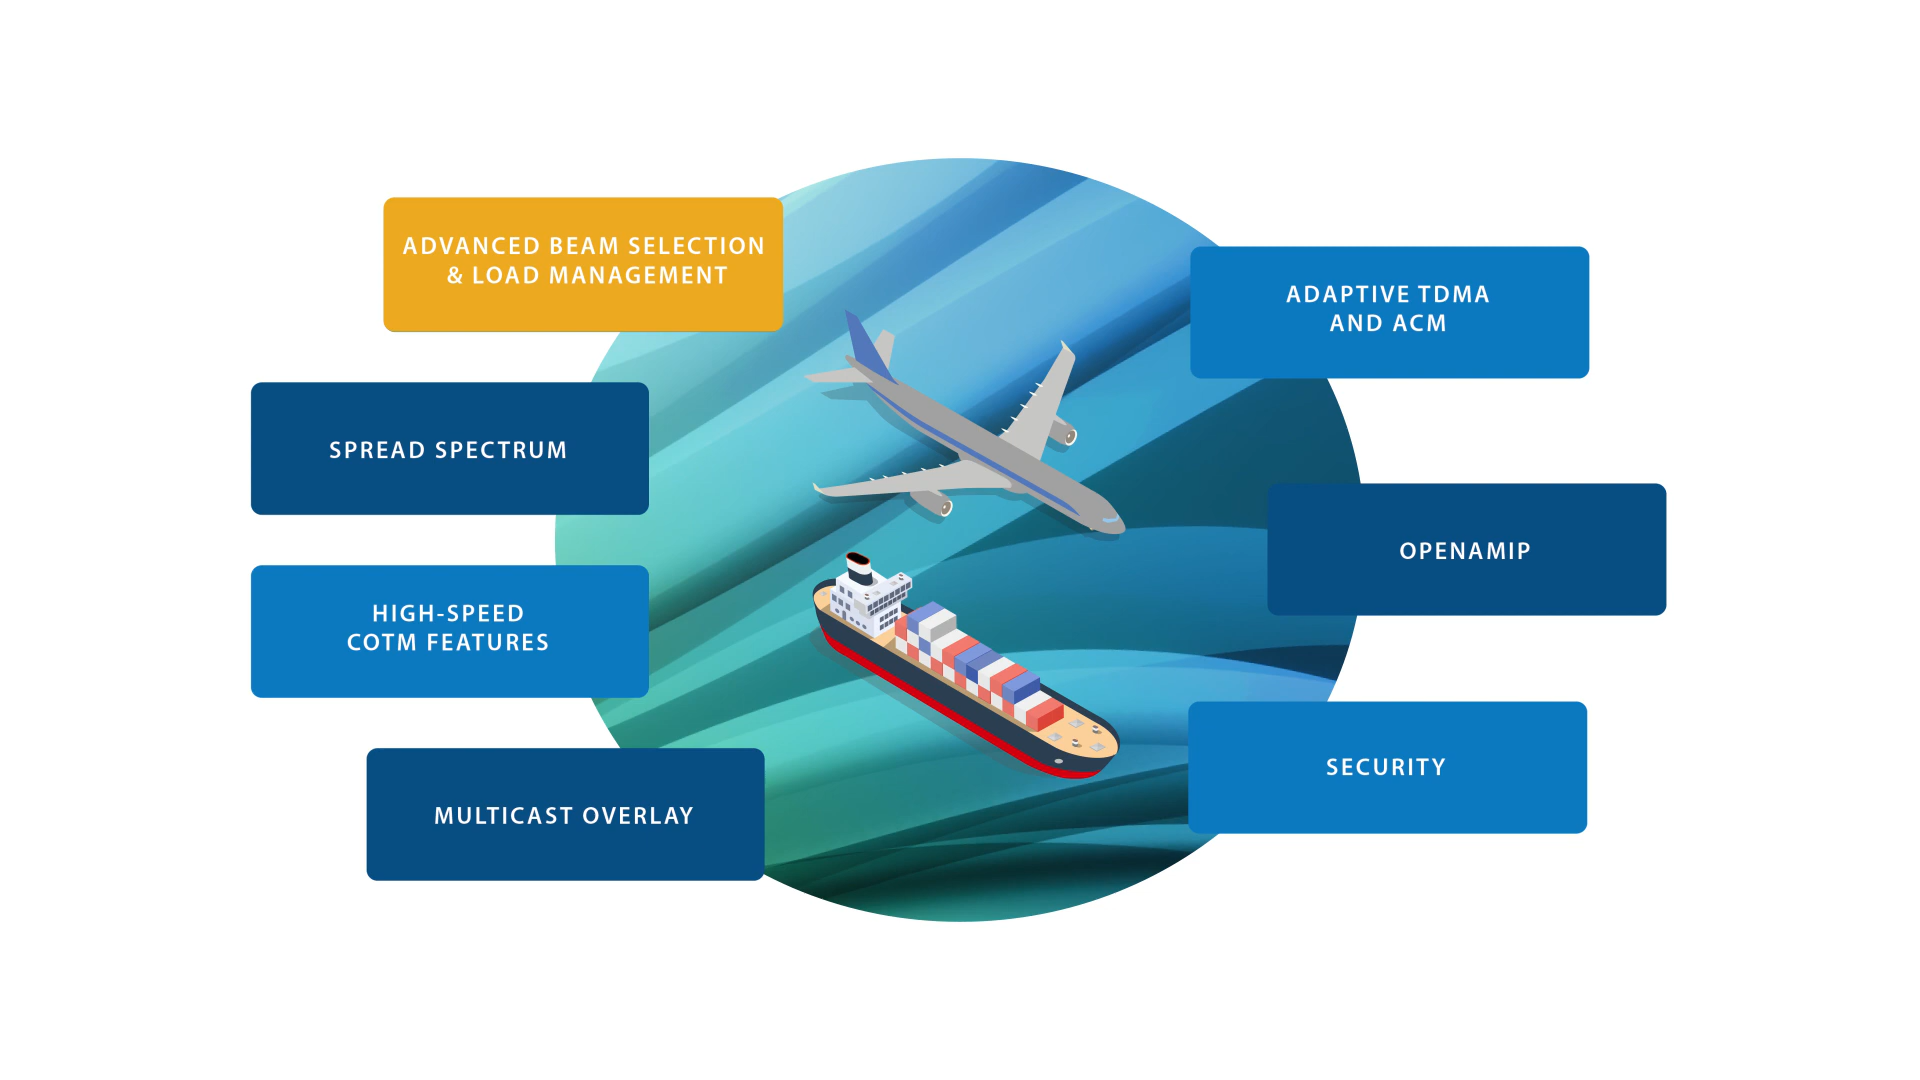 ADVANCED BEAM SELECTION
& LOAD MANAGEMENT
SPREAD SPECTRUM
HIGH-SPEED
COTM FEATURES
MULTICAST OVERLAY
ADAPTIVE TDMA
AND ACM
OPENAMIP
SECURITY